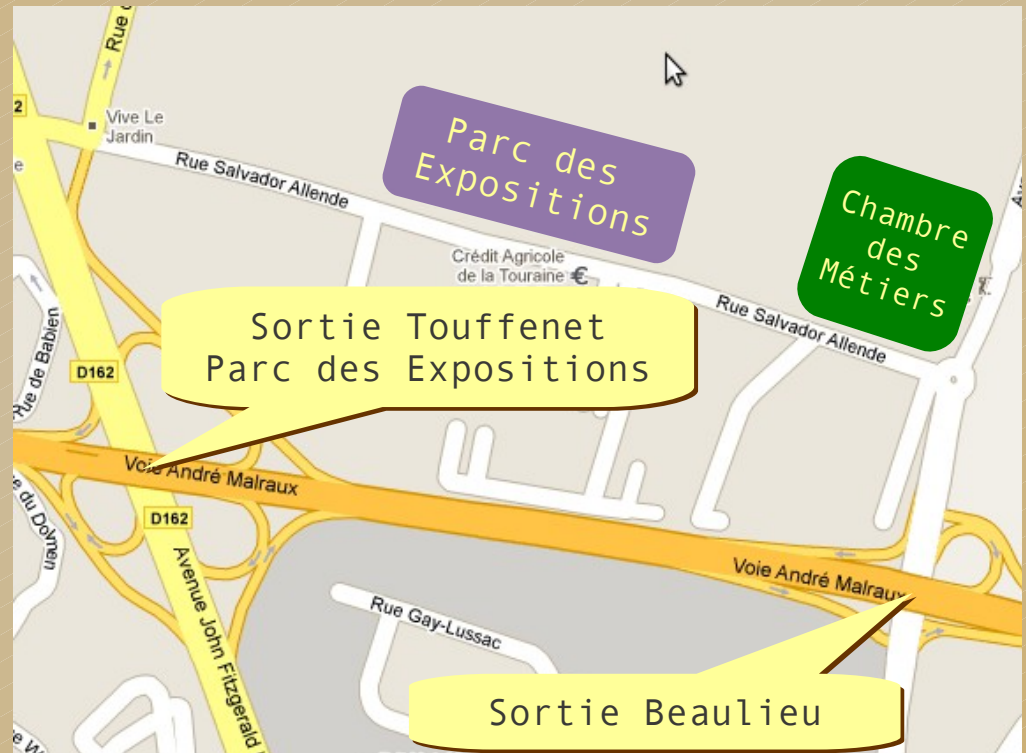 Rue
2
Vive Le
Jardin
e
Rue Salvador Allende
Parc des
Expositions
Chambre
des
Métiers
Crédit Agricole
de la Touraine €
Rue Salvador Allende
Rue de Babien
D162
Sortie Touffenet
Parc des Expositions
Voie André Malraux
D162
du Dolmen
Avenue John Fitzgerald
Voie André Malraux
Rue Gay-Lussac
Sortie Beaulieu